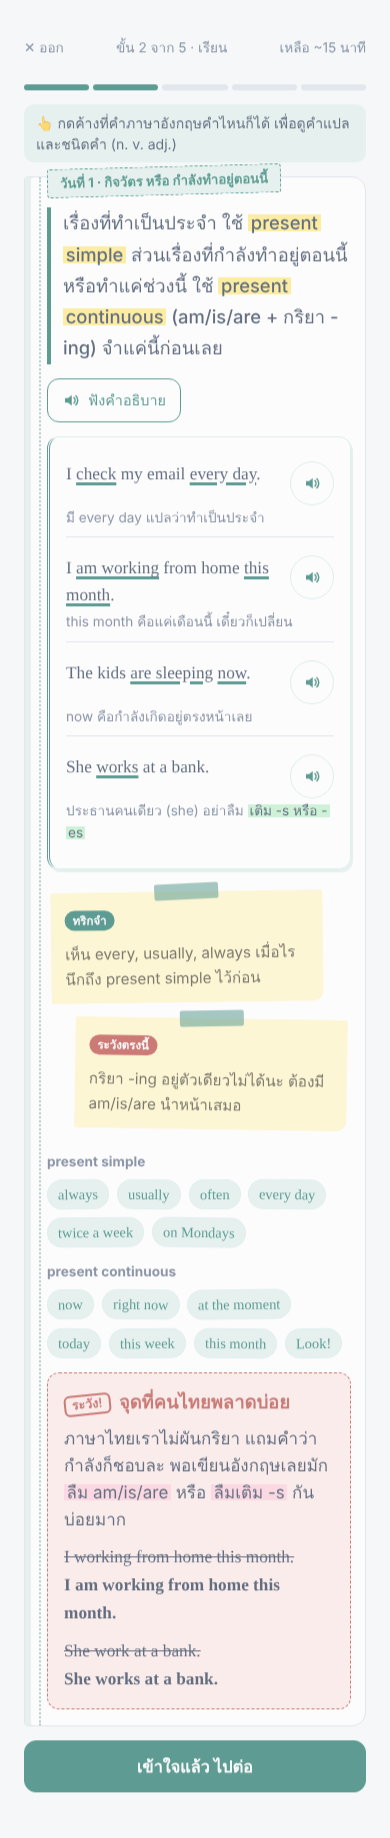 ✕ ออก
ขั้น 2 จาก 5 · เรียน
เหลือ ~15 นาที
👆 กดค้างที่คำภาษาอังกฤษคำไหนก็ได้ เพื่อดูคำแปล
และชนิดคำ (n. v. adj.)
วันที่ 1 · กิจวัตร หรือ กำลังทำอยู่ตอนนี้
เรื่องที่ทำเป็นประจำ ใช้ present
simple ส่วนเรื่องที่กำลังทำอยู่ตอนนี้
หรือทำแค่ช่วงนี้ ใช้ present
continuous (am/is/are + กริยา -
ing) จำแค่นี้ก่อนเลย
ฟังคำอธิบาย
I check my email every day.
มี every day แปลว่าทำเป็นประจำ
I am working from home this
month.
this month คือแค่เดือนนี้ เดี๋ยวก็เปลี่ยน
The kids are sleeping now.
now คือกำลังเกิดอยู่ตรงหน้าเลย
She works at a bank.
ประธานคนเดียว (she) อย่าลืม เติม -s หรือ -
es
ทริกจำ
เห็น every, usually, always เมื่อไร
นึกถึง present simple ไว้ก่อน
ระวังตรงนี้
กริยา -ing อยู่ตัวเดียวไม่ได้นะ ต้องมี
am/is/are นำหน้าเสมอ
present simple
always usually often every day
twice a week on Mondays
present continuous
now right now at the moment
today this week this month Look!
ระวัง! จุดที่คนไทยพลาดบ่อย
ภาษาไทยเราไม่ผันกริยา แถมคำว่า
กำลังก็ชอบละ พอเขียนอังกฤษเลยมัก
ลืม am/is/are หรือ ลืมเติม -s กัน
บ่อยมาก
I working from home this month.
I am working from home this
month.
She work at a bank.
She works at a bank.
เข้าใจแล้ว ไปต่อ